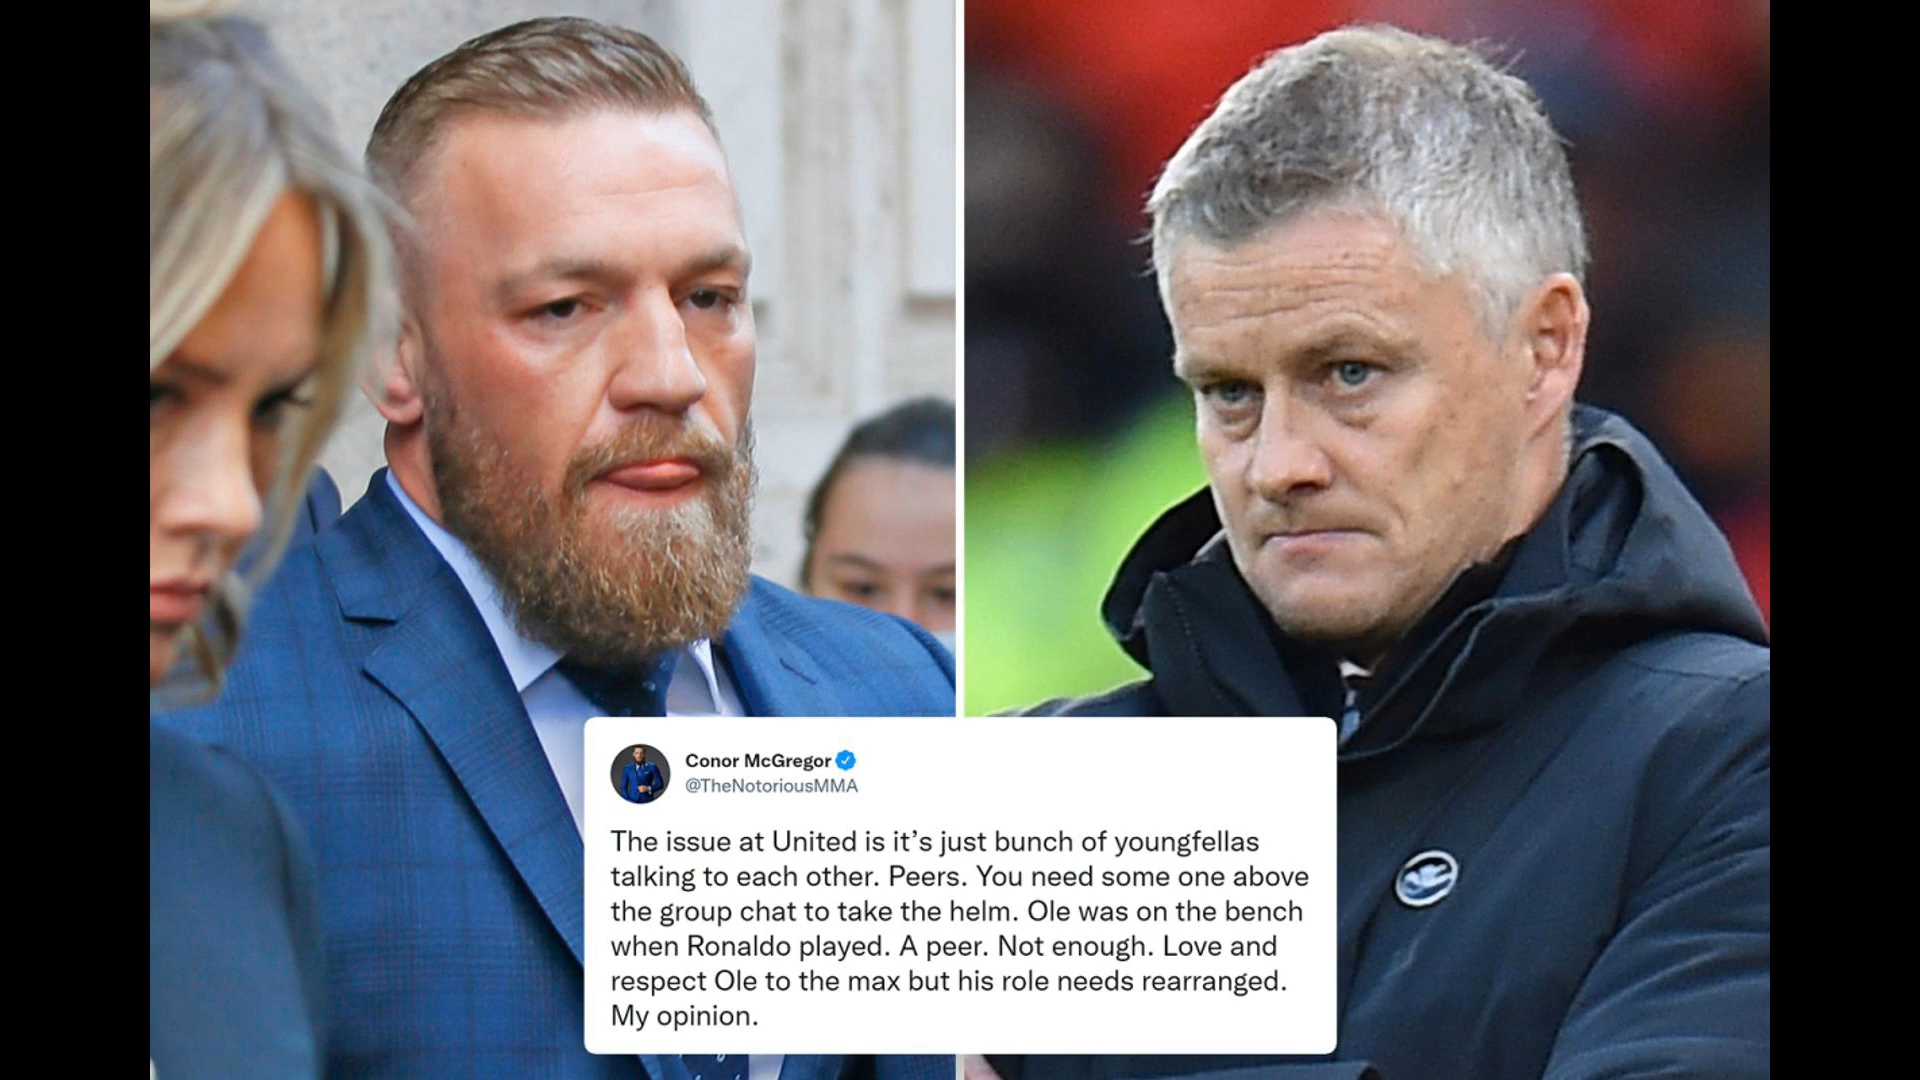 Conor McGregor
@TheNotoriousMMA
The issue at United is it’s just bunch of youngfellas
talking to each other. Peers. You need some one above
the group chat to take the helm. Ole was on the bench
when Ronaldo played. A peer. Not enough. Love and
respect Ole to the max but his role needs rearranged.
My opinion.